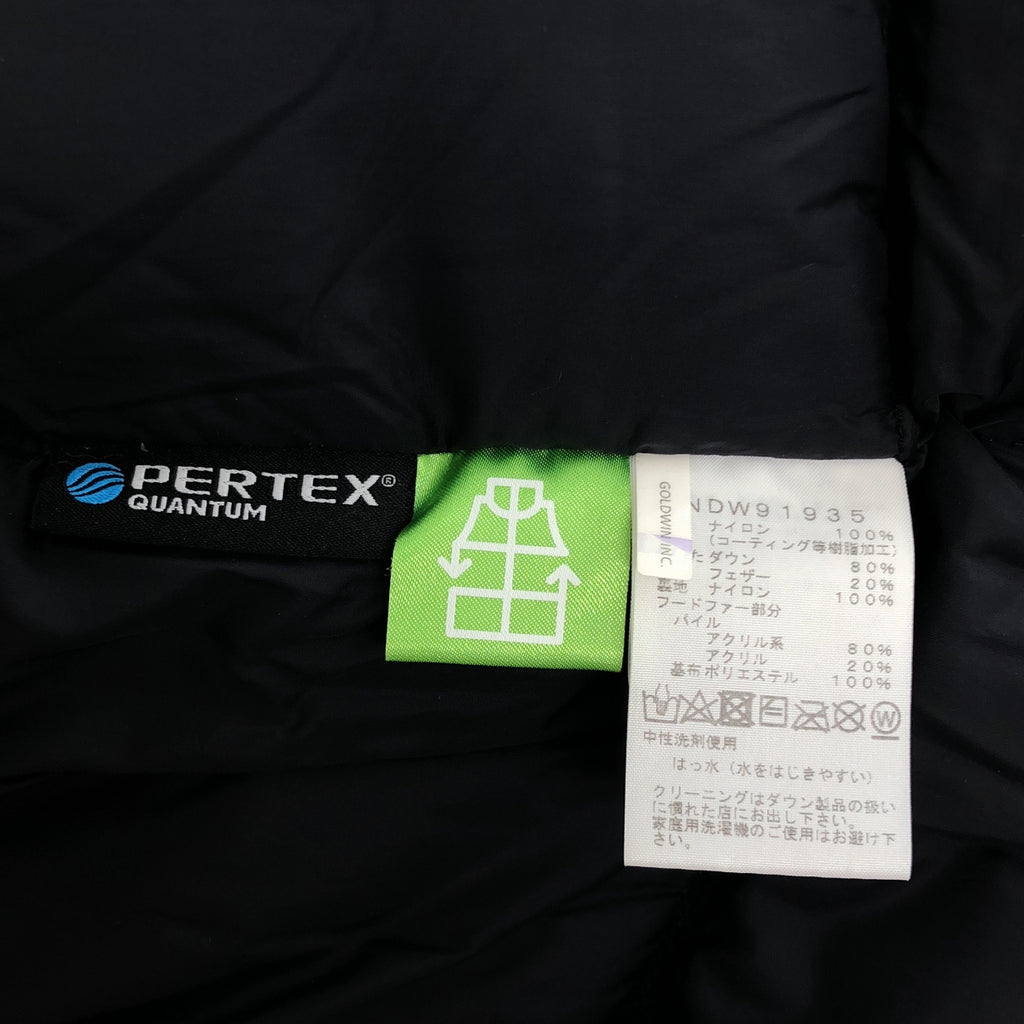 PERTEX®
QUANTUM
GOLDWIN INC.
NDW91935
ナイロン 100%
(コーティング等樹脂加工)
た ダウン 80%
フェザー 20%
裏地 ナイロン 100%
フードファー部分
パイル
アクリル系 80%
アクリル 20%
基布ポリエステル 100%
W
中性洗剤使用
はっ水(水をはじきやすい)
クリーニングはダウン製品の扱い
に慣れた店にお出し下さい。
家庭用洗濯機のご使用はお避け下
さい。